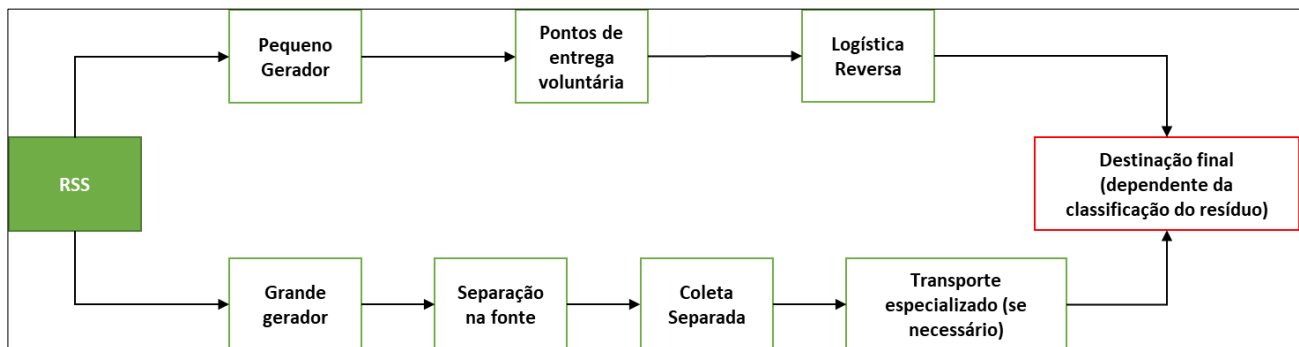 Pequeno
Gerador
Pontos de
entrega
voluntária
Logística
Reversa
RSS
Destinação final
(dependente da
classificação do resíduo)
Grande
gerador
Separação
na fonte
Coleta
Separada
Transporte
especializado (se
necessário)